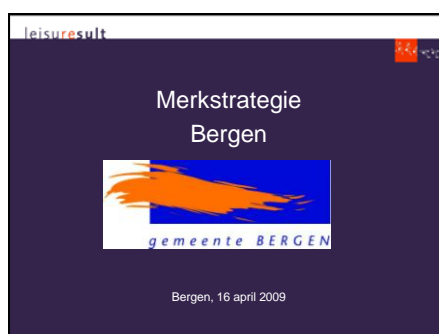 leisuresult
Merkstrategie
Bergen
gemeente BERGEN
Bergen, 16 april 2009